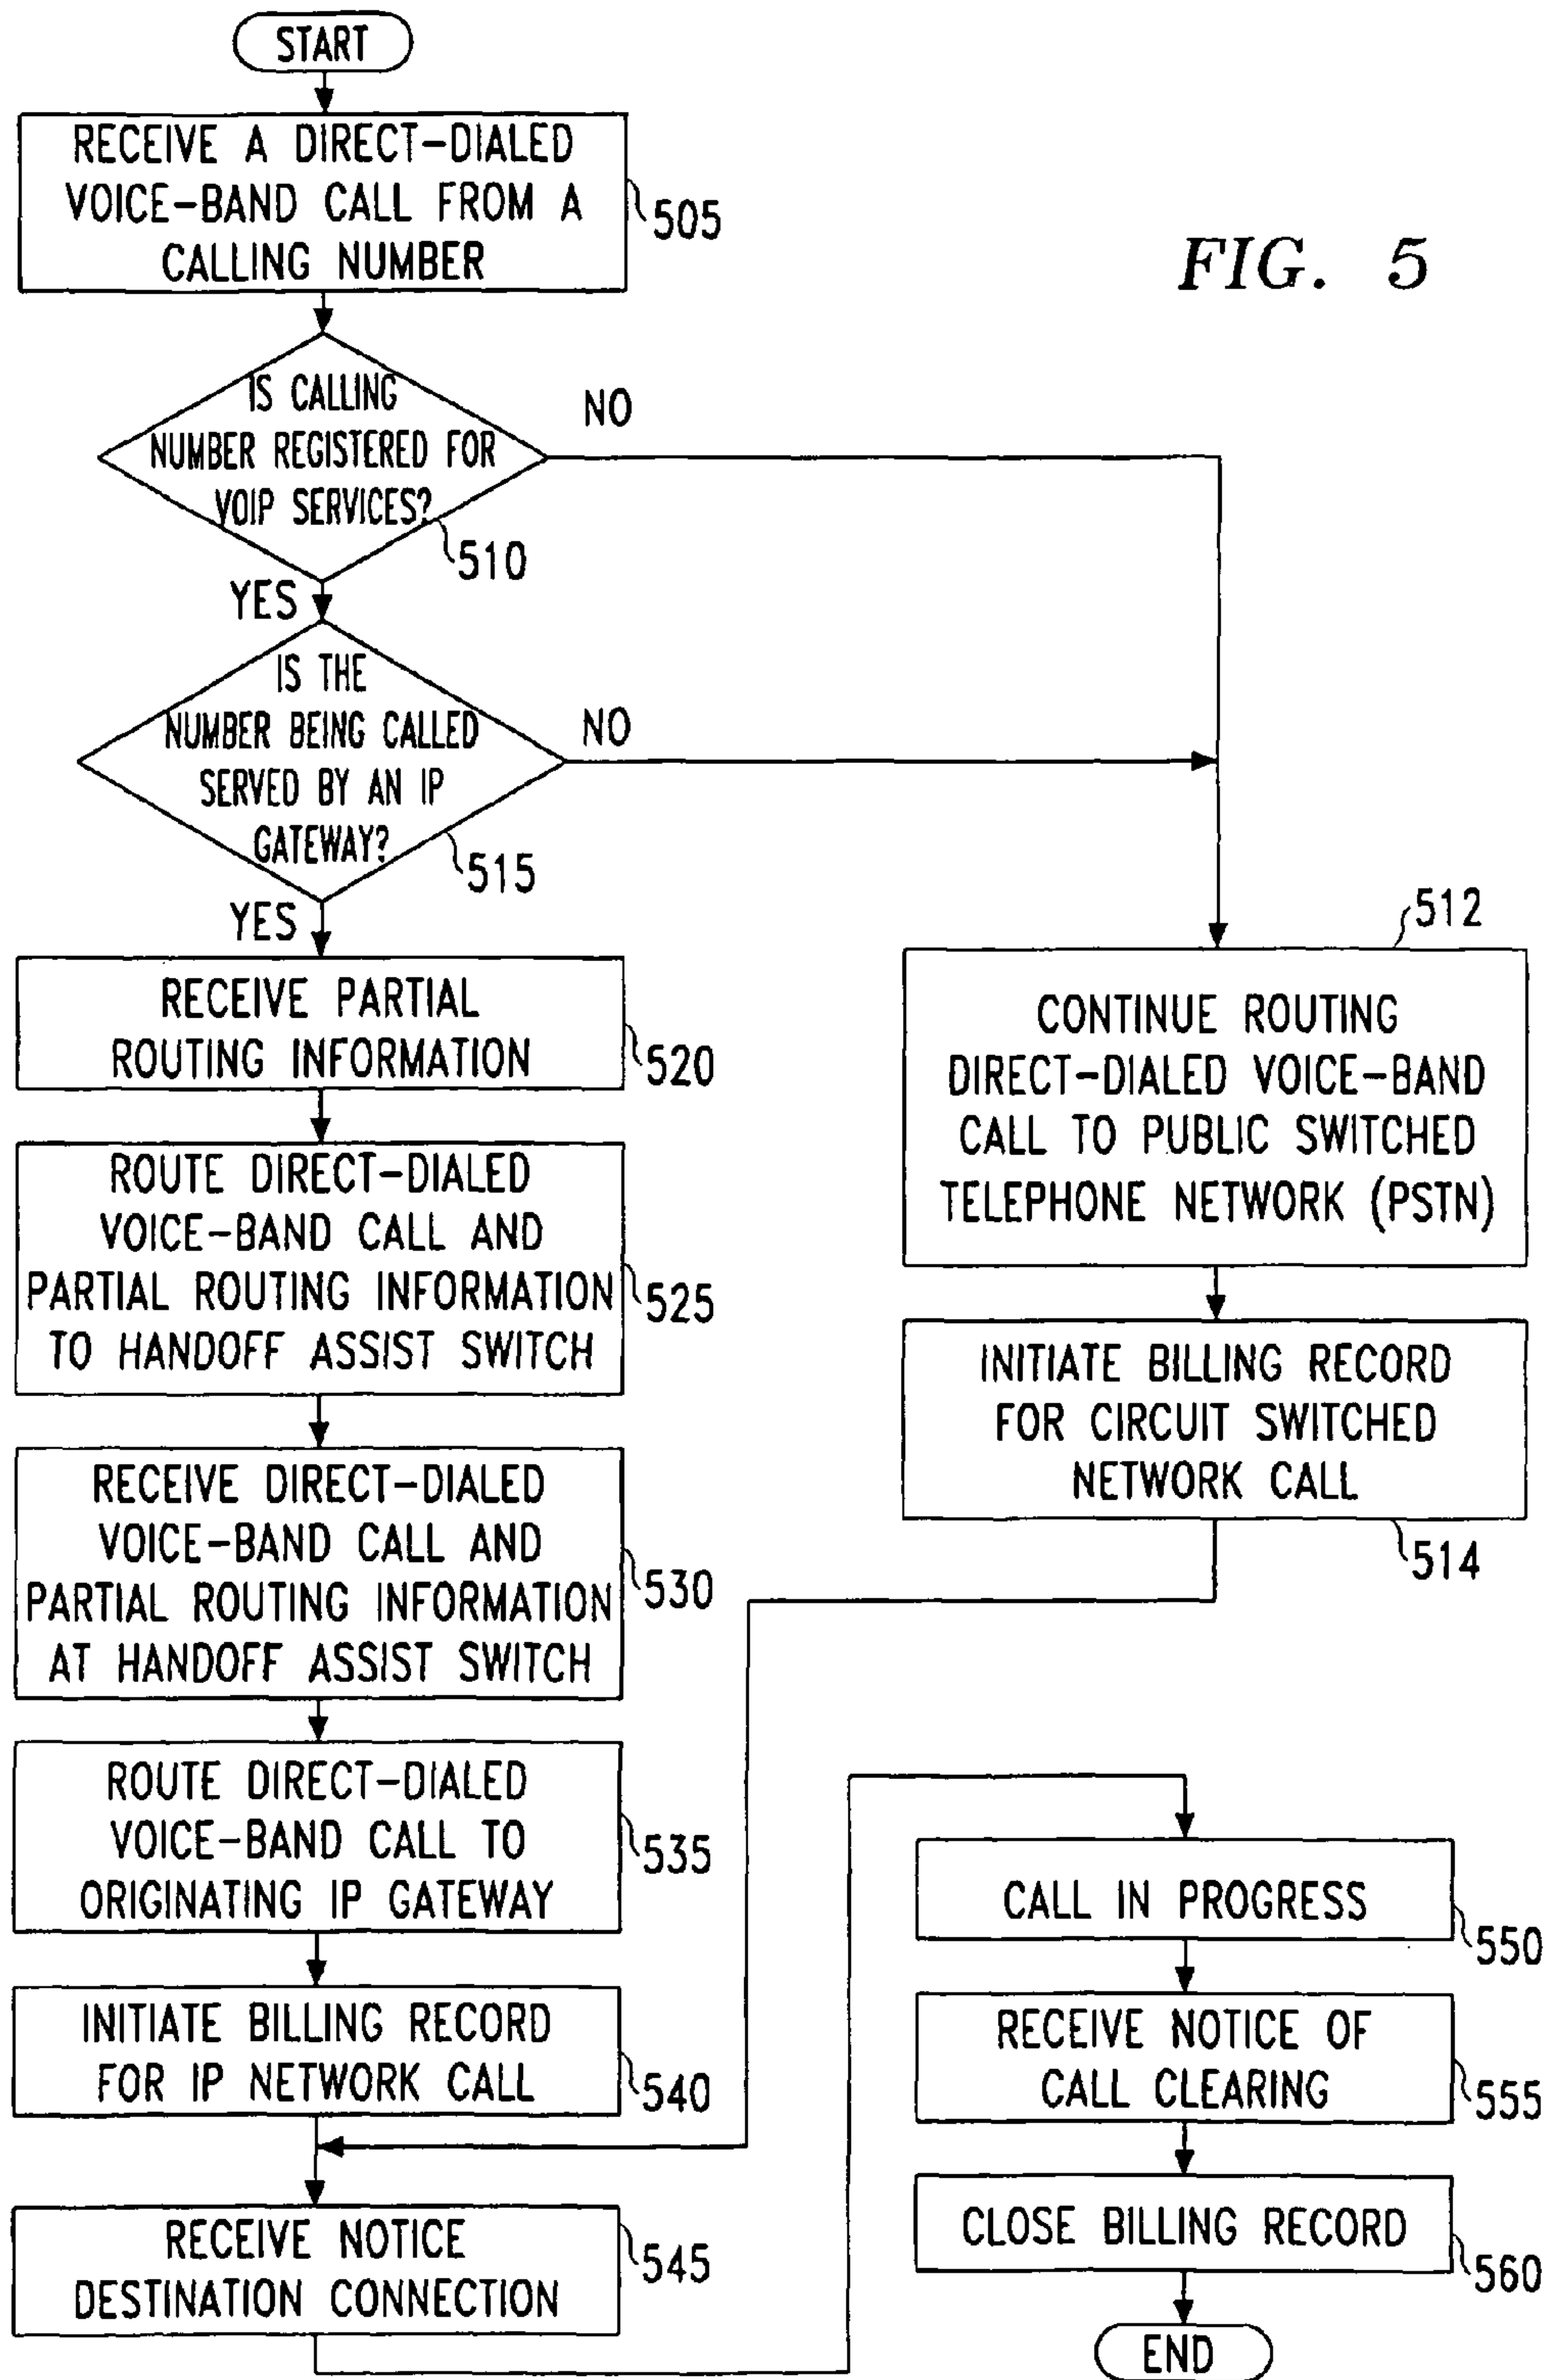 START
RECEIVE A DIRECT-DIALED
VOICE-BAND CALL FROM A
CALLING NUMBER
505
FIG. 5
IS CALLING
NUMBER REGISTERED FOR
VOIP SERVICES?
510
NO
YES
IS THE
NUMBER BEING CALLED
SERVED BY AN IP
GATEWAY?
515
NO
YES
RECEIVE PARTIAL
ROUTING INFORMATION
520
512
CONTINUE ROUTING
DIRECT-DIALED VOICE-BAND
CALL TO PUBLIC SWITCHED
TELEPHONE NETWORK (PSTN)
ROUTE DIRECT-DIALED
VOICE-BAND CALL AND
PARTIAL ROUTING INFORMATION
TO HANDOFF ASSIST SWITCH
525
INITIATE BILLING RECORD
FOR CIRCUIT SWITCHED
NETWORK CALL
514
RECEIVE DIRECT-DIALED
VOICE-BAND CALL AND
PARTIAL ROUTING INFORMATION
AT HANDOFF ASSIST SWITCH
530
ROUTE DIRECT-DIALED
VOICE-BAND CALL TO
ORIGINATING IP GATEWAY
535
INITIATE BILLING RECORD
FOR IP NETWORK CALL
540
RECEIVE NOTICE
DESTINATION CONNECTION
545
CALL IN PROGRESS
550
RECEIVE NOTICE OF
CALL CLEARING
555
CLOSE BILLING RECORD
560
END